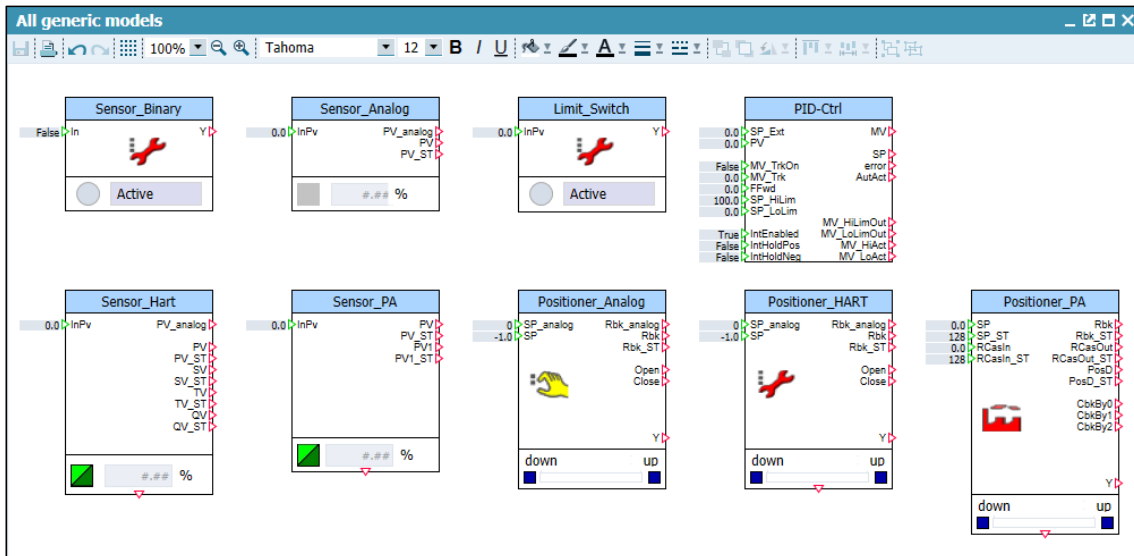 All generic models
100% Tahoma 12 B I U A
Sensor_Binary
False In Y
Active
Sensor_Analog
0.0 InPv PV_analog
PV
PV_ST
#.## %
Limit_Switch
0.0 InPv Y
Active
PID-Ctrl
0.0 SP_Ext MV
0.0 PV
SP
False MV_TrkOn error
0.0 MV_Trk AutAct
0.0 FFwd
100.0 SP_HiLim
0.0 SP_LoLim
MV_HiLimOut
True IntEnabled MV_LoLimOut
False IntHoldPos MV_HiAct
False IntHoldNeg MV_LoAct
Sensor_Hart
0.0 InPv PV_analog
PV
PV_ST
SV
SV_ST
TV
TV_ST
QV
QV_ST
#.## %
Sensor_PA
0.0 InPv PV
PV_ST
PV1
PV1_ST
#.## %
Positioner_Analog
0 SP_analog Rbk_analog
-1.0 SP Rbk
Rbk_ST
Open
Close
Y
down up
Positioner_HART
0 SP_analog Rbk_analog
-1.0 SP Rbk
Rbk_ST
Open
Close
Y
down up
Positioner_PA
0.0 SP Rbk
128 SP_ST Rbk_ST
0.0 RCasIn RCasOut
128 RCasIn_ST RCasOut_ST
PosD
PosD_ST
CbkBy0
CbkBy1
CbkBy2
Y
down up